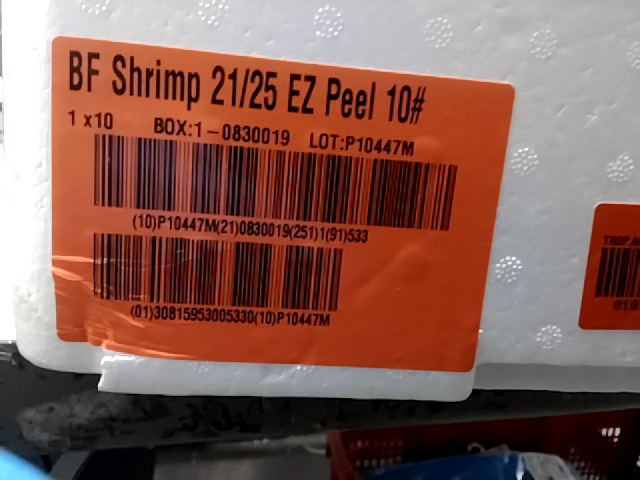 BF Shrimp 21/25 EZ Peel 10#
1 x10 BOX:1-0830019 LOT:P10447M
(10)P10447M(21)0830019(251)1(91)533
(01)30815953005330(10)P10447M